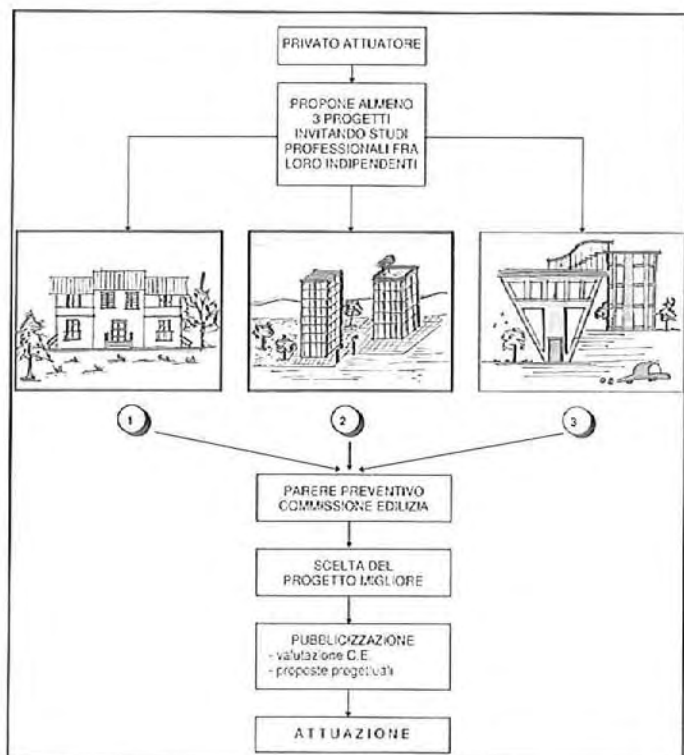 PRIVATO ATTUATORE
PROPONE ALMENO
3 PROGETTI
INVITANDO STUDI
PROFESSIONALI FRA
LORO INDIPENDENTI
1
2
3
PARERE PREVENTIVO
COMMISSIONE EDILIZIA
SCELTA DEL
PROGETTO MIGLIORE
PUBBLICIZZAZIONE
- valutazione C.E.
- proposte progettuali
ATTUAZIONE